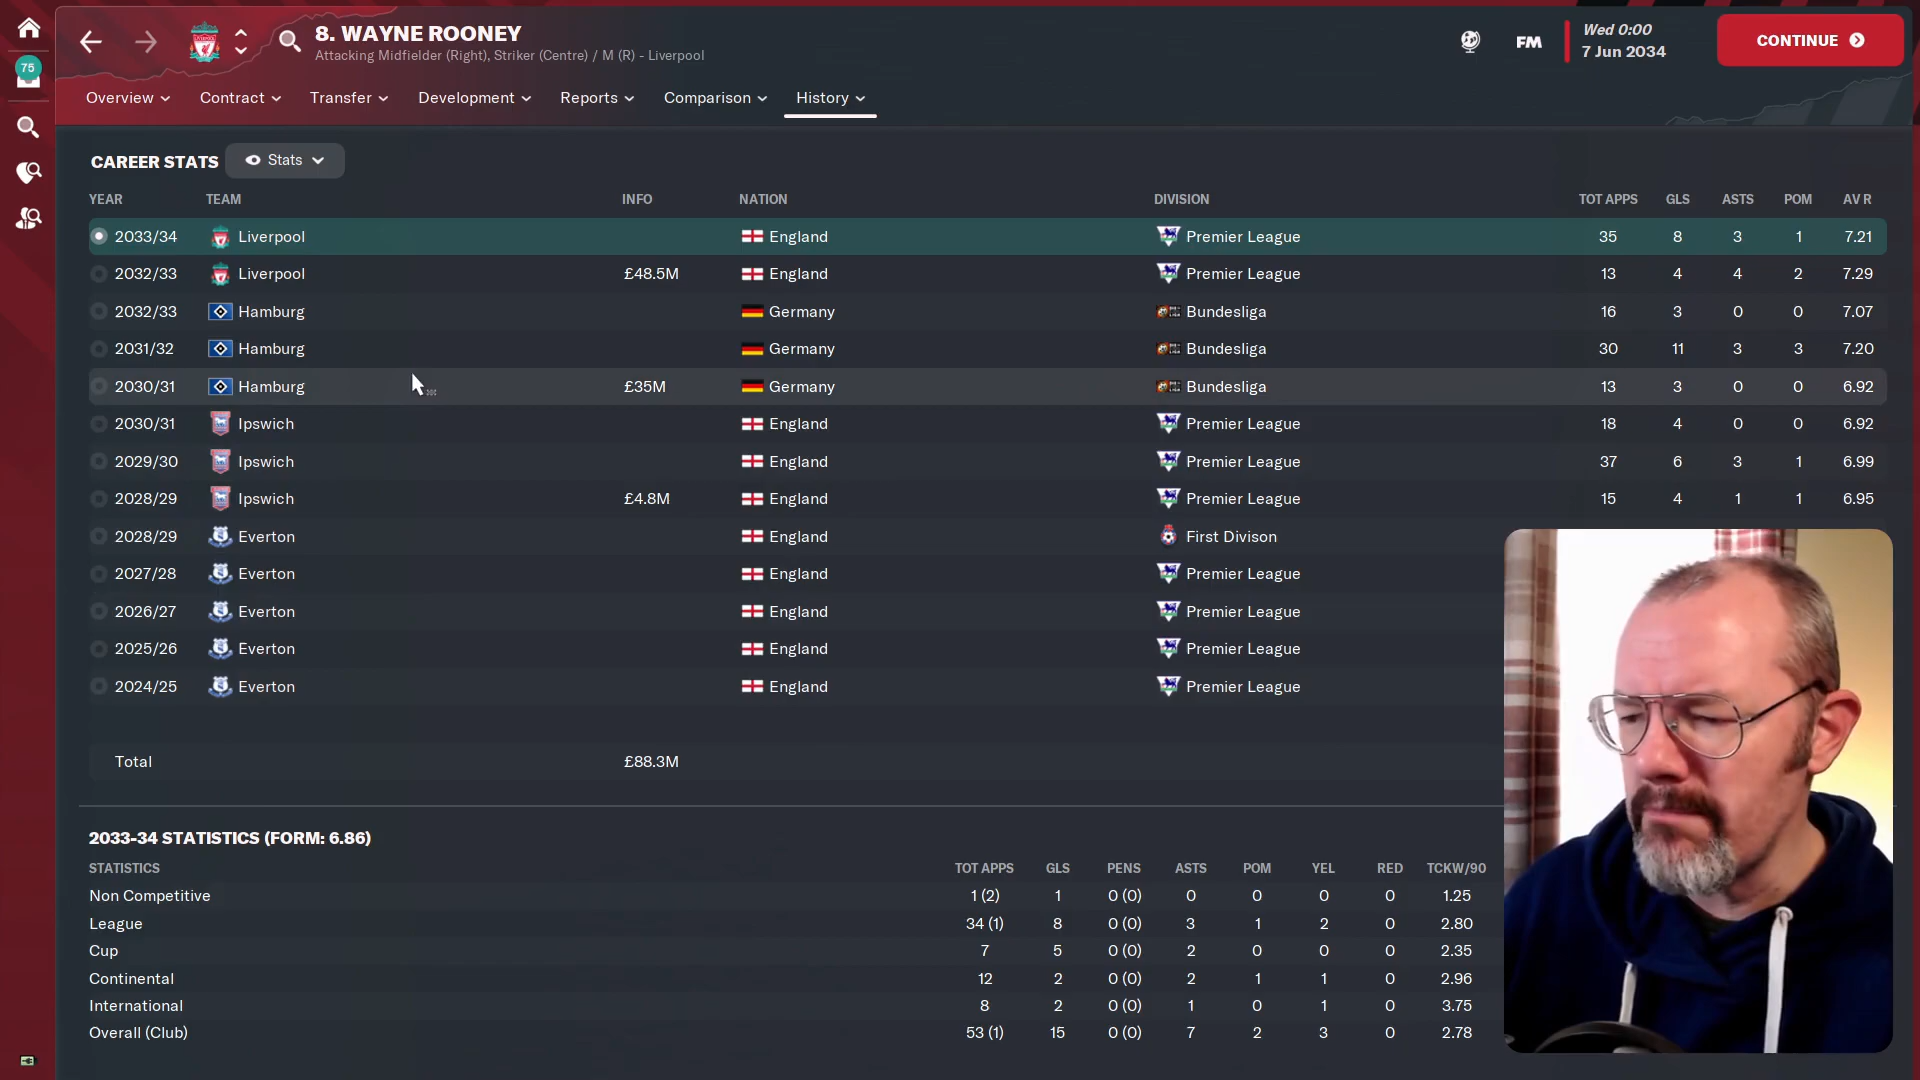 8. WAYNE ROONEY
Attacking Midfielder (Right), Striker (Centre) / M (R) - Liverpool
FM
Wed 0:00
7 Jun 2034
CONTINUE
75
Overview Contract Transfer Development Reports Comparison History
CAREER STATS Stats
YEAR TEAM INFO NATION DIVISION TOT APPS GLS ASTS POM AV R
2033/34 Liverpool England Premier League 35 8 3 1 7.21
2032/33 Liverpool £48.5M England Premier League 13 4 4 2 7.29
2032/33 Hamburg Germany Bundesliga 16 3 0 0 7.07
2031/32 Hamburg Germany Bundesliga 30 11 3 3 7.20
2030/31 Hamburg £35M Germany Bundesliga 13 3 0 0 6.92
2030/31 Ipswich England Premier League 18 4 0 0 6.92
2029/30 Ipswich England Premier League 37 6 3 1 6.99
2028/29 Ipswich £4.8M England Premier League 15 4 1 1 6.95
2028/29 Everton England First Divison
2027/28 Everton England Premier League
2026/27 Everton England Premier League
2025/26 Everton England Premier League
2024/25 Everton England Premier League
Total £88.3M
2033-34 STATISTICS (FORM: 6.86)
STATISTICS TOT APPS GLS PENS ASTS POM YEL RED TCKW/90
Non Competitive 1 (2) 1 0 (0) 0 0 0 0 1.25
League 34 (1) 8 0 (0) 3 1 2 0 2.80
Cup 7 5 0 (0) 2 0 0 0 2.35
Continental 12 2 0 (0) 2 1 1 0 2.96
International 8 2 0 (0) 1 0 1 0 3.75
Overall (Club) 53 (1) 15 0 (0) 7 2 3 0 2.78